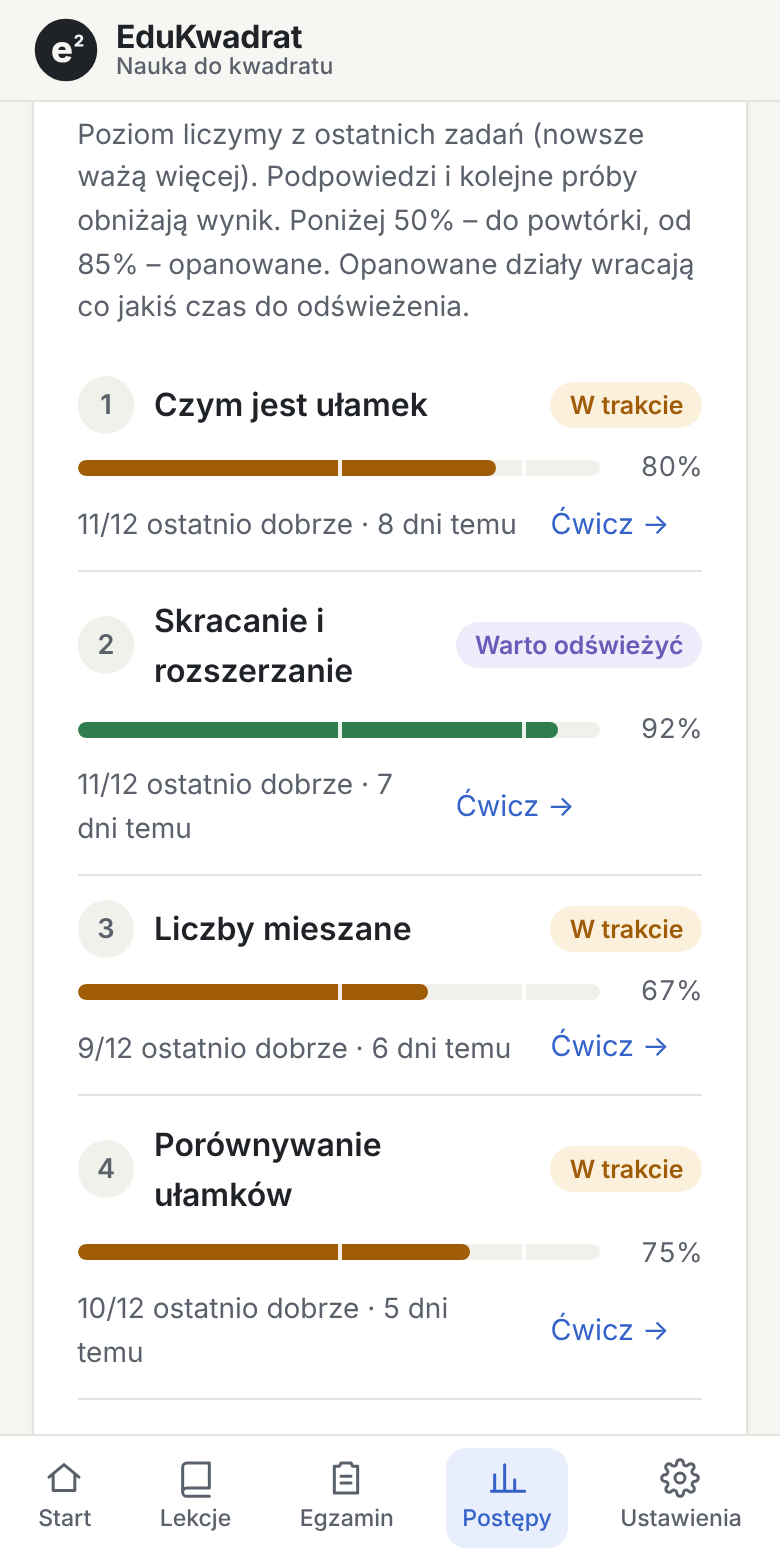 e²
EduKwadrat
Nauka do kwadratu
Poziom liczymy z ostatnich zadań (nowsze
ważą więcej). Podpowiedzi i kolejne próby
obniżają wynik. Poniżej 50% – do powtórki, od
85% – opanowane. Opanowane działy wracają
co jakiś czas do odświeżenia.
1 Czym jest ułamek W trakcie
80%
11/12 ostatnio dobrze · 8 dni temu Ćwicz →
2 Skracanie i
rozszerzanie
Warto odświeżyć
92%
11/12 ostatnio dobrze · 7
dni temu
Ćwicz →
3 Liczby mieszane W trakcie
67%
9/12 ostatnio dobrze · 6 dni temu Ćwicz →
4 Porównywanie
ułamków
W trakcie
75%
10/12 ostatnio dobrze · 5 dni
temu
Ćwicz →
Start Lekcje Egzamin Postępy Ustawienia